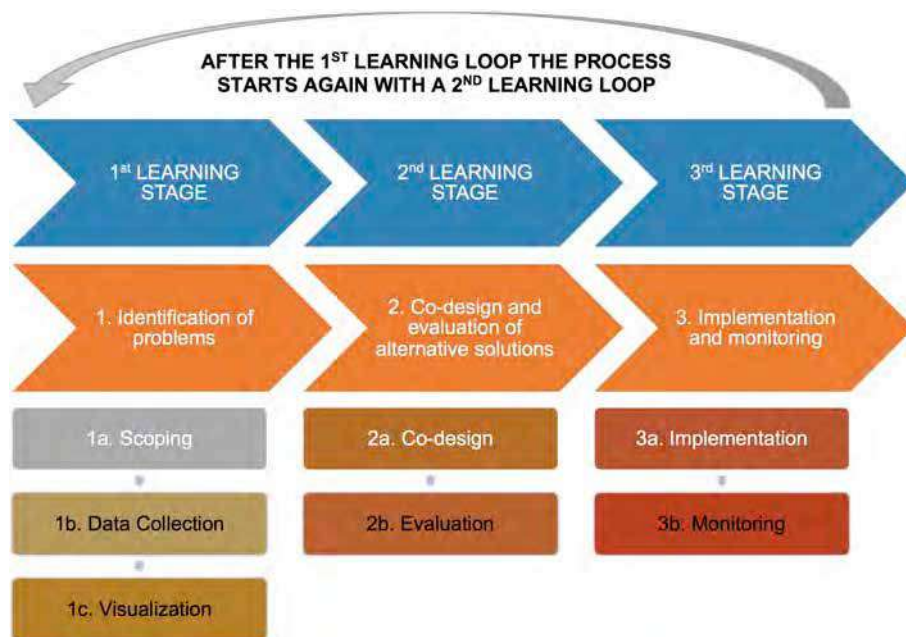 AFTER THE 1ST LEARNING LOOP THE PROCESS
STARTS AGAIN WITH A 2ND LEARNING LOOP
1st LEARNING
STAGE
2nd LEARNING
STAGE
3rd LEARNING
STAGE
1. Identification of
problems
2. Co-design and
evaluation of
alternative solutions
3. Implementation
and monitoring
1a. Scoping
2a. Co-design
3a. Implementation
1b. Data Collection
2b. Evaluation
3b. Monitoring
1c. Visualization